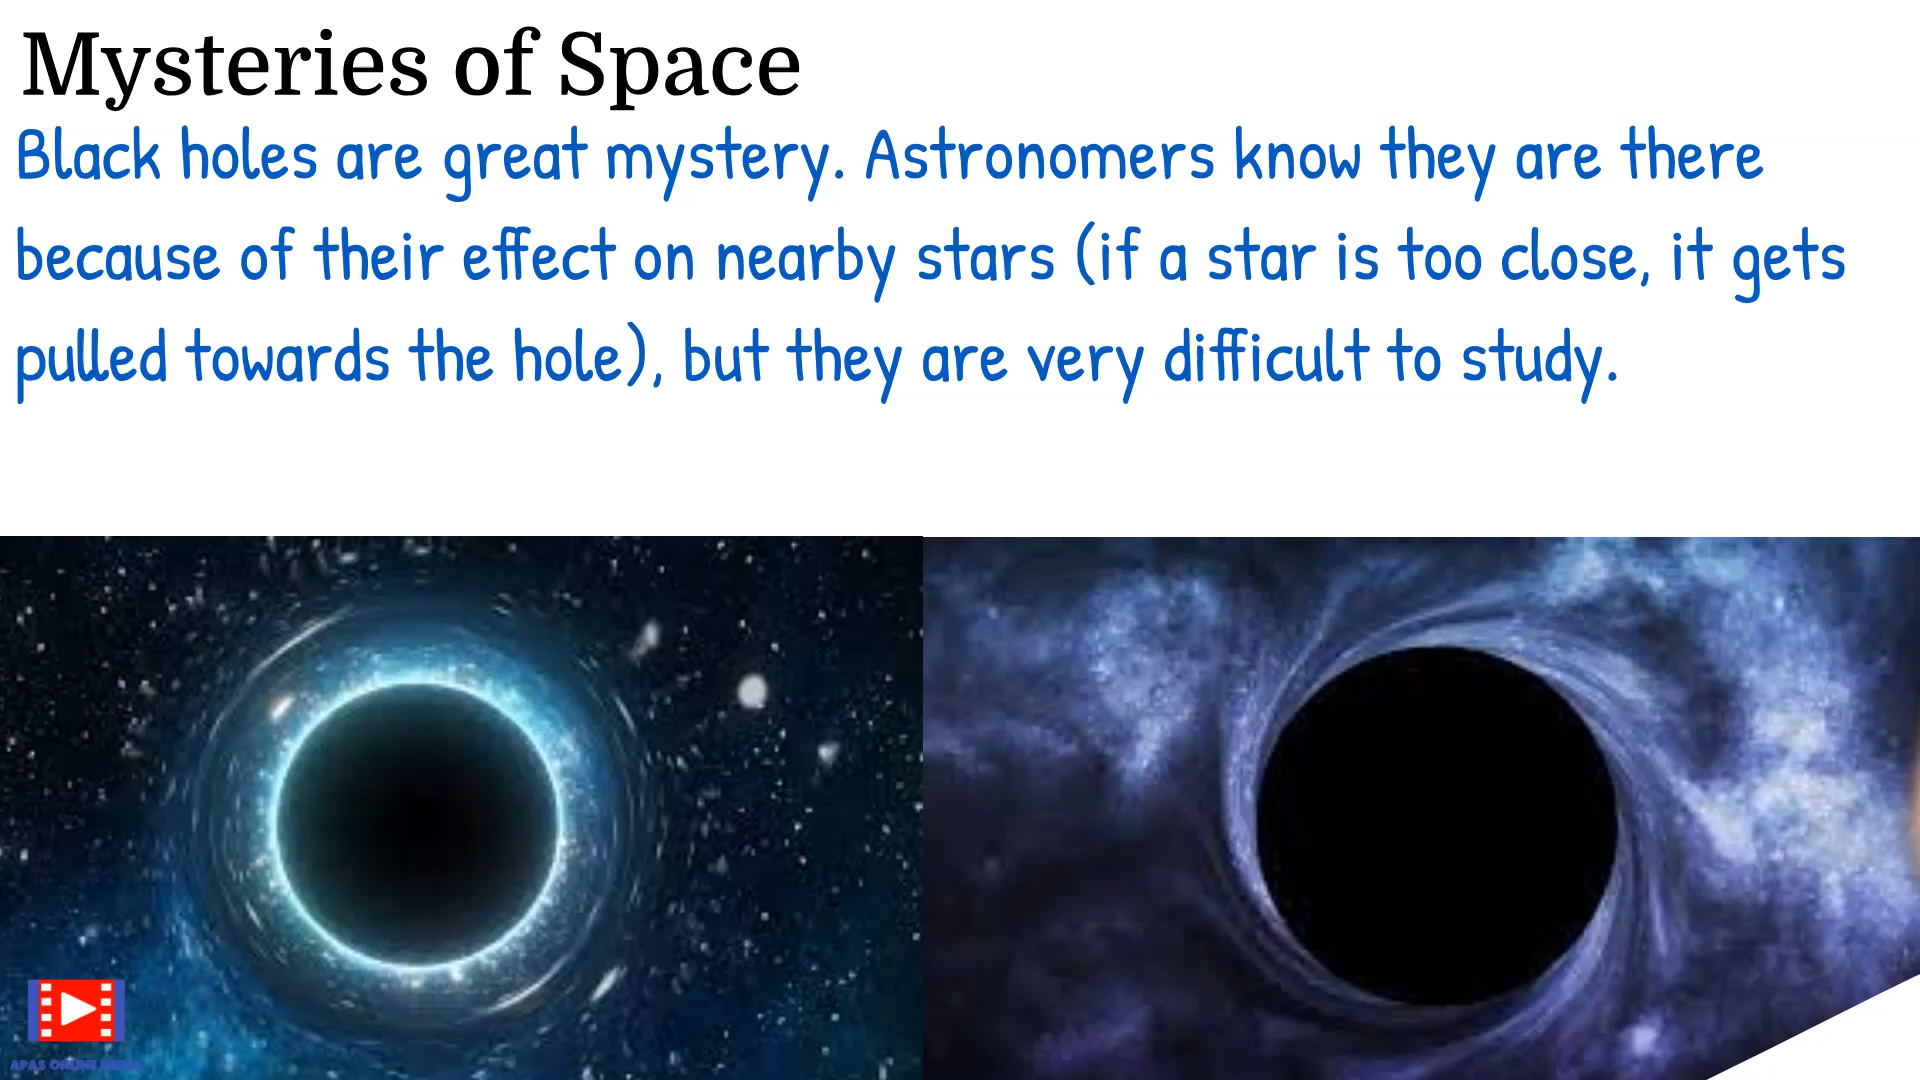 Mysteries of Space
Black holes are great mystery. Astronomers know they are there
because of their effect on nearby stars (if a star is too close, it gets
pulled towards the hole), but they are very difficult to study.
APAS ONLINE